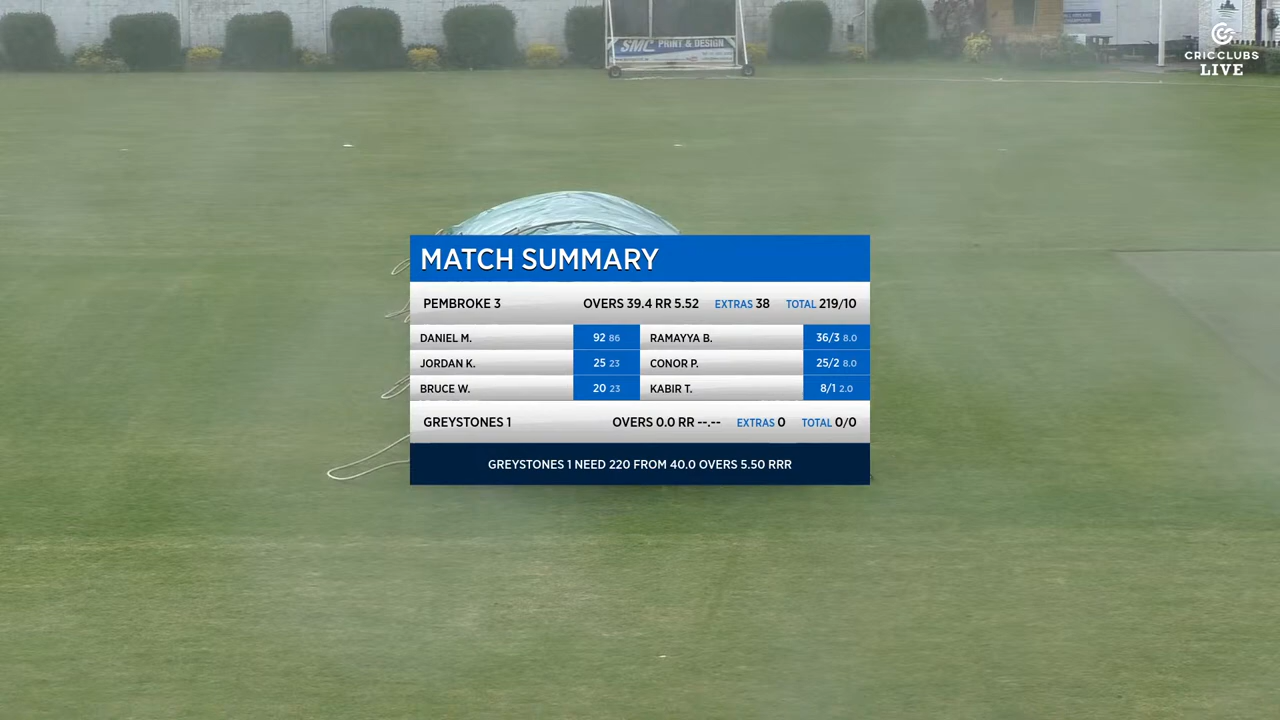 SMC PRINT & DESIGN
CRICCLUBS
LIVE
MATCH SUMMARY
PEMBROKE 3 OVERS 39.4 RR 5.52 EXTRAS 38 TOTAL 219/10
DANIEL M. 92 86 RAMAYYA B. 36/3 8.0
JORDAN K. 25 23 CONOR P. 25/2 8.0
BRUCE W. 20 23 KABIR T. 8/1 2.0
GREYSTONES 1 OVERS 0.0 RR --.-- EXTRAS 0 TOTAL 0/0
GREYSTONES 1 NEED 220 FROM 40.0 OVERS 5.50 RRR